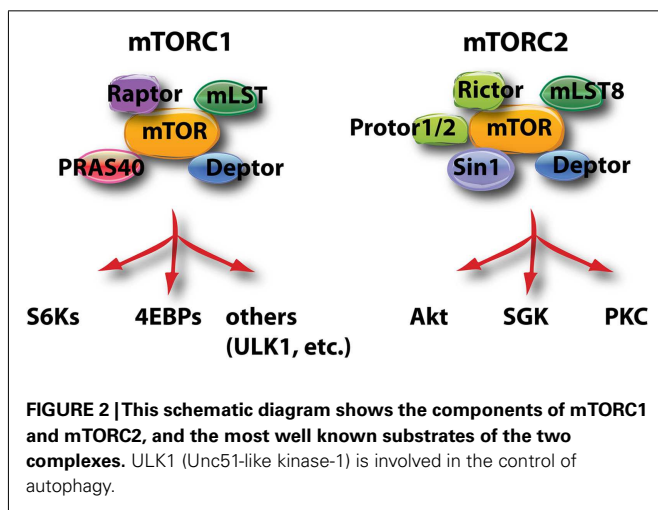 mTORC1
Raptor
mLST
mTOR
PRAS40
Deptor
S6Ks
4EBPs
others
(ULK1, etc.)
mTORC2
Rictor
mLST8
Protor1/2
mTOR
Sin1
Deptor
Akt
SGK
PKC
FIGURE 2 | This schematic diagram shows the components of mTORC1
and mTORC2, and the most well known substrates of the two
complexes. ULK1 (Unc51-like kinase-1) is involved in the control of
autophagy.